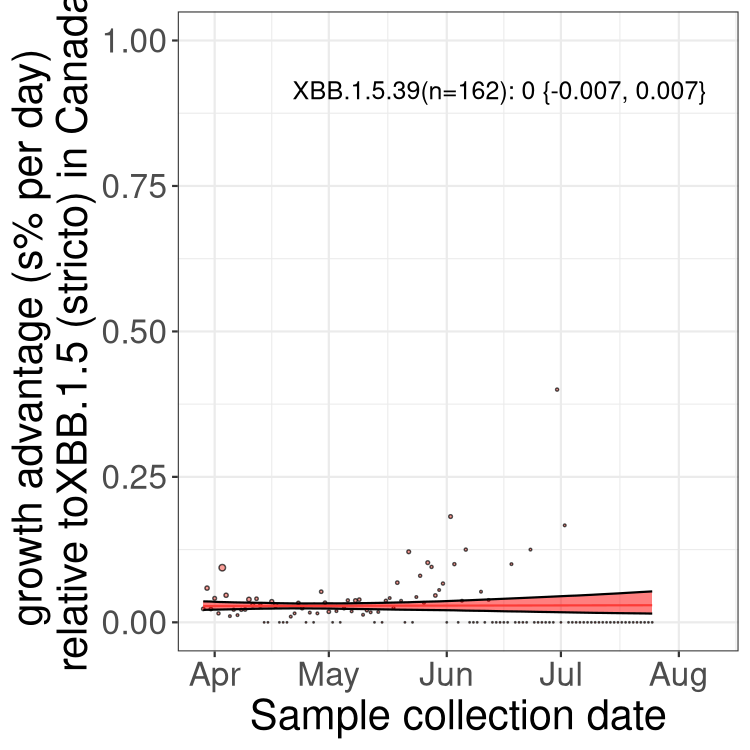 growth advantage (s% per day)
relative toXBB.1.5 (stricto) in Canada
1.00
XBB.1.5.39(n=162): 0 {-0.007, 0.007}
0.75
0.50
0.25
0.00
Apr May Jun Jul Aug
Sample collection date